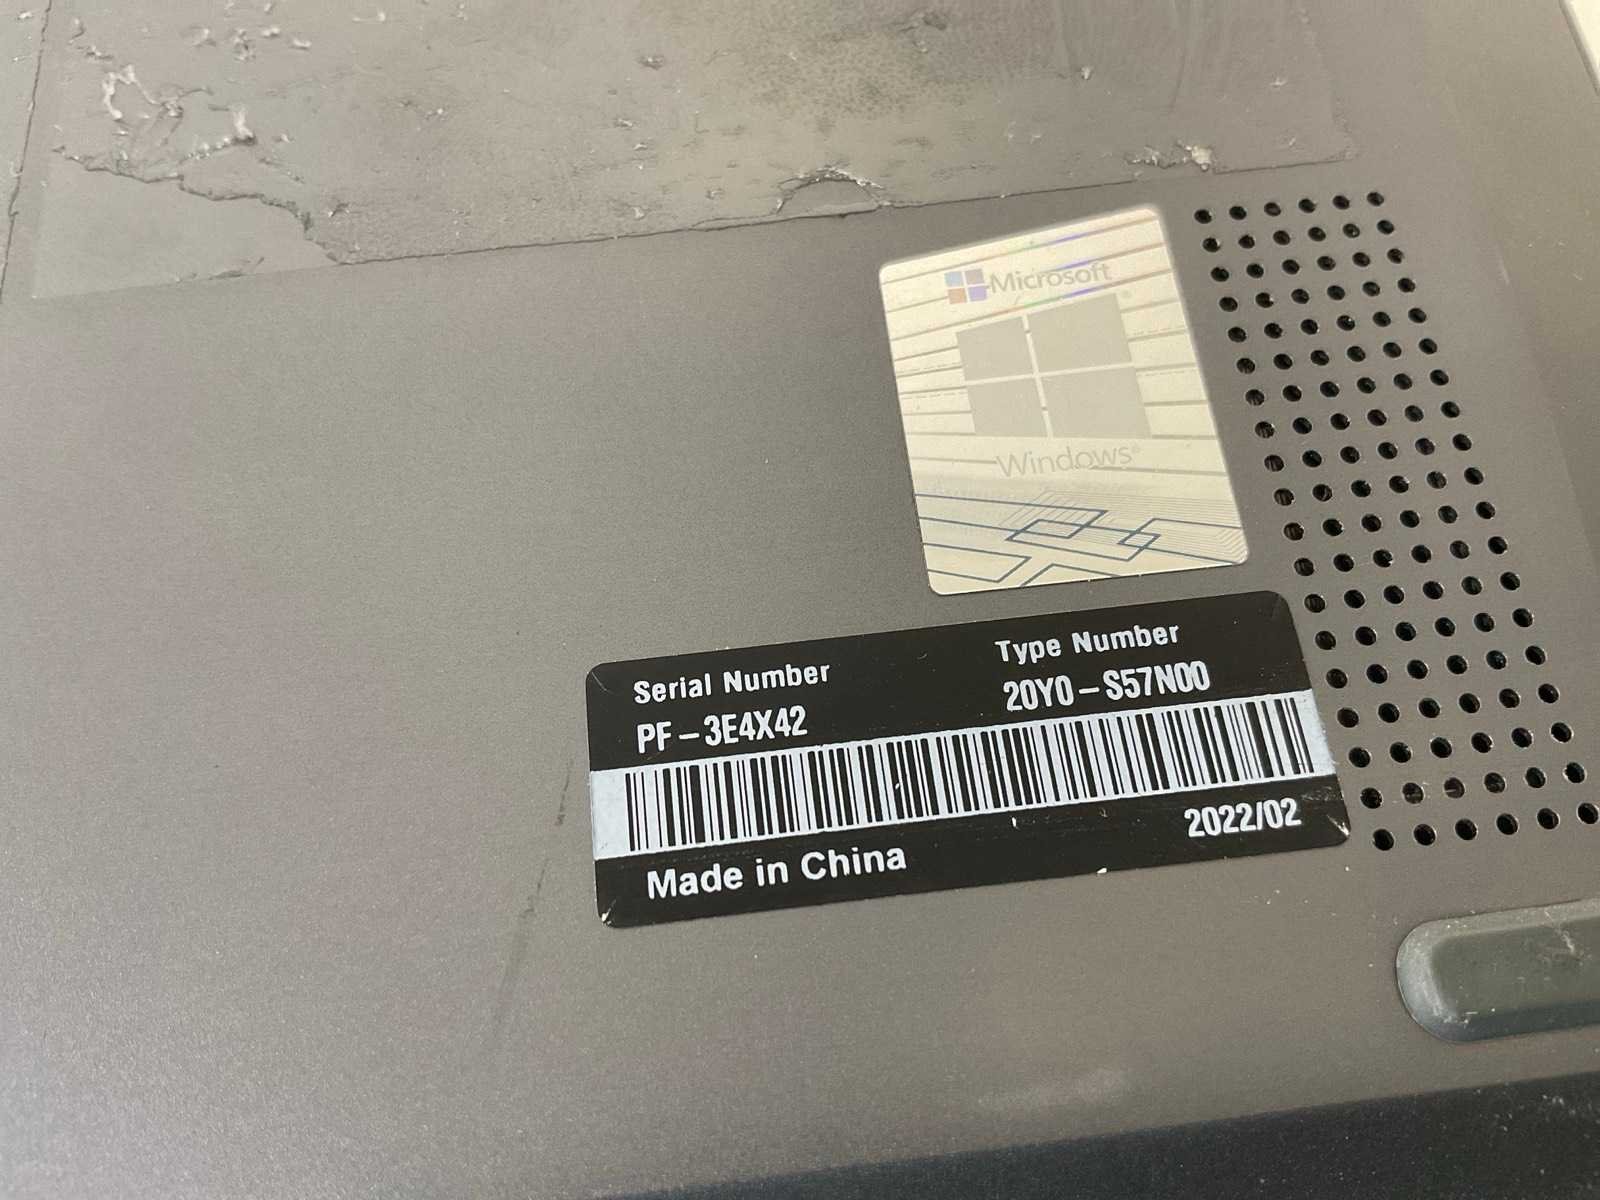 Microsoft
Windows®
Serial Number
PF-3E4X42
Type Number
20Y0-S57N00
Made in China
2022/02